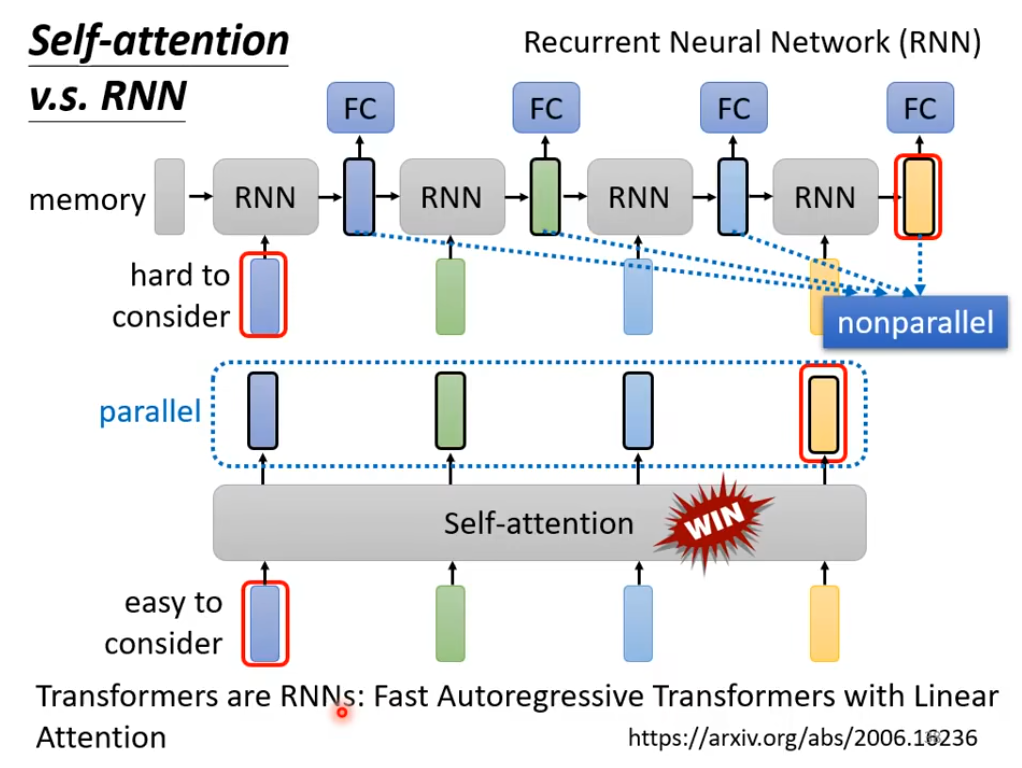 Self-attention
v.s. RNN
Recurrent Neural Network (RNN)
FC FC FC FC
memory RNN RNN RNN RNN
hard to
consider
nonparallel
parallel
Self-attention WIN
easy to
consider
Transformers are RNNs: Fast Autoregressive Transformers with Linear
Attention
https://arxiv.org/abs/2006.16236